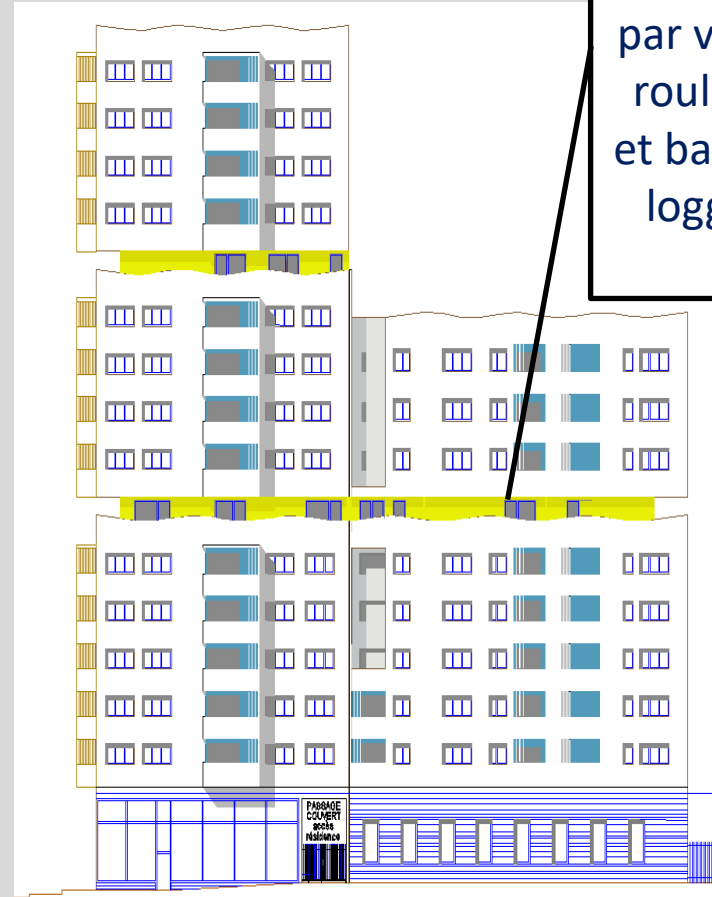 par v
roul
et ba
logg
PASSAGE
COUVERT
accès
résidence